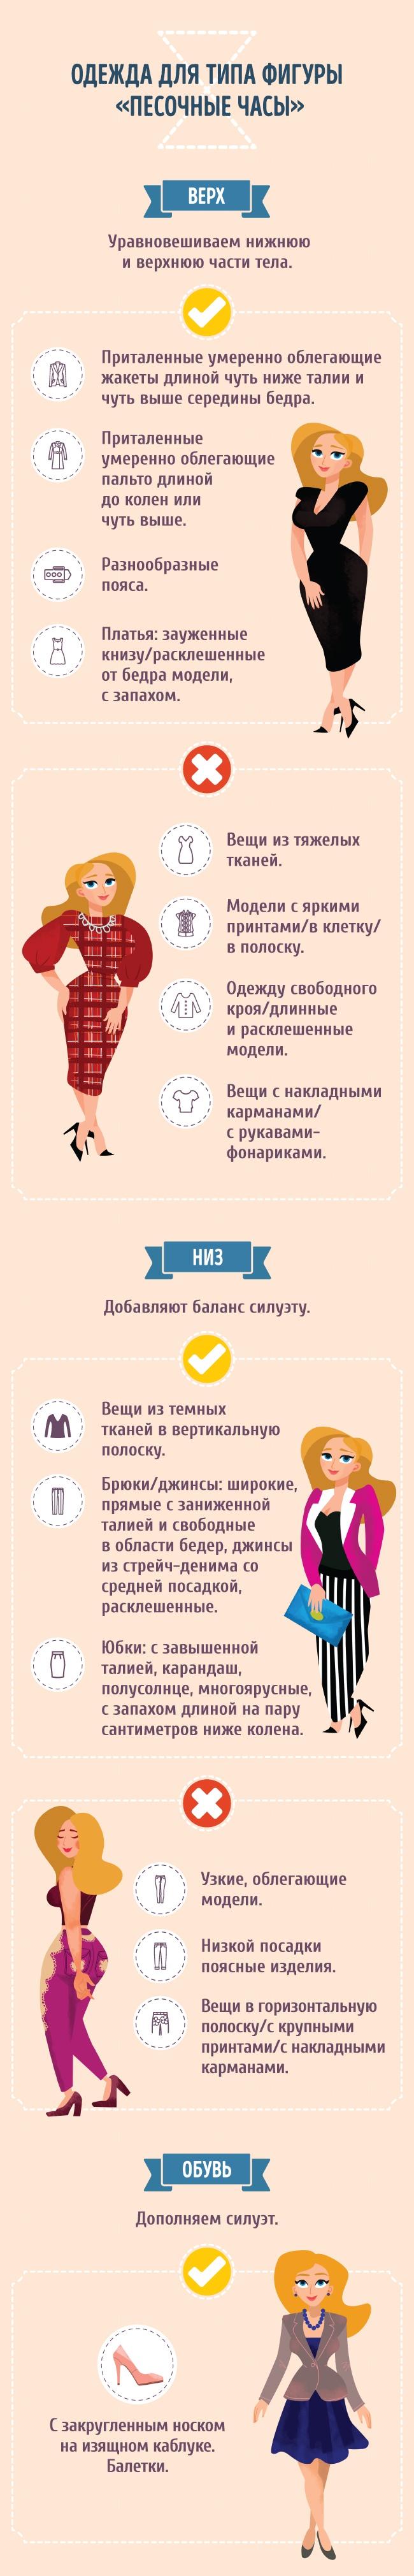 ОДЕЖДА ДЛЯ ТИПА ФИГУРЫ
«ПЕСОЧНЫЕ ЧАСЫ»
ВЕРХ
Уравновешиваем нижнюю
и верхнюю части тела.
Приталенные умеренно облегающие
жакеты длиной чуть ниже талии и
чуть выше середины бедра.
Приталенные
умеренно облегающие
пальто длиной
до колен или
чуть выше.
Разнообразные
пояса.
Платья: зауженные
книзу/расклешенные
от бедра модели,
с запахом.
Вещи из тяжелых
тканей.
Модели с яркими
принтами/в клетку/
в полоску.
Одежду свободного
кроя/длинные
и расклешенные
модели.
Вещи с накладными
карманами/
с рукавами-
фонариками.
НИЗ
Добавляют баланс силуэту.
Вещи из темных
тканей в вертикальную
полоску.
Брюки/джинсы: широкие,
прямые с заниженной
талией и свободные
в области бедер, джинсы
из стрейч-денима со
средней посадкой,
расклешенные.
Юбки: с завышенной
талией, карандаш,
полусолнце, многоярусные,
с запахом длиной на пару
сантиметров ниже колена.
Узкие, облегающие
модели.
Низкой посадки
поясные изделия.
Вещи в горизонтальную
полоску/с крупными
принтами/с накладными
карманами.
ОБУВЬ
Дополняем силуэт.
С закругленным носком
на изящном каблуке.
Балетки.